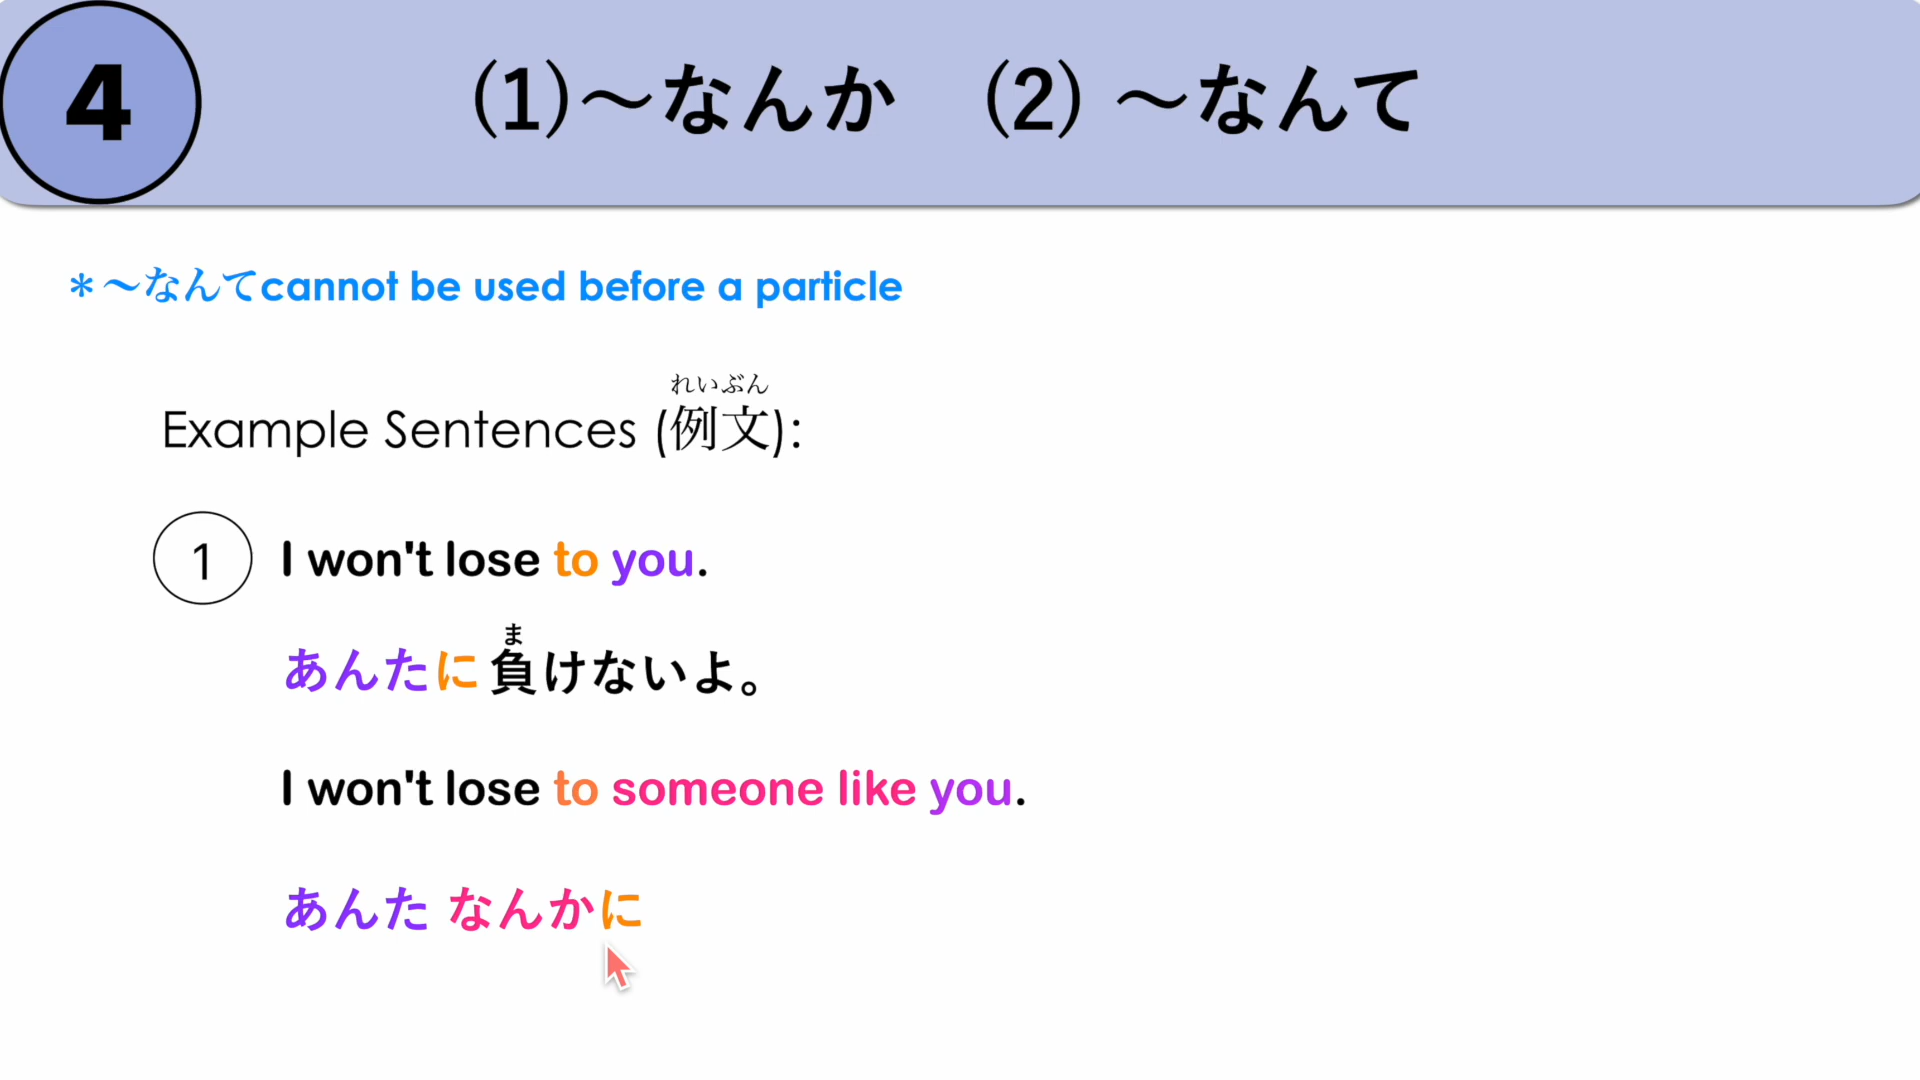 4
(1)～なんか (2) ～なんて
＊～なんてcannot be used before a particle
れいぶん
Example Sentences (例文):
1 I won't lose to you.
ま
あんたに 負けないよ。
I won't lose to someone like you.
あんた なんかに